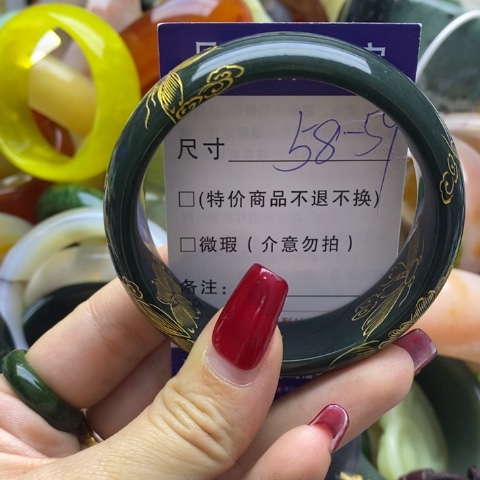 尺寸 58-59
□(特价商品不退不换)
□微瑕(介意勿拍)
备注: